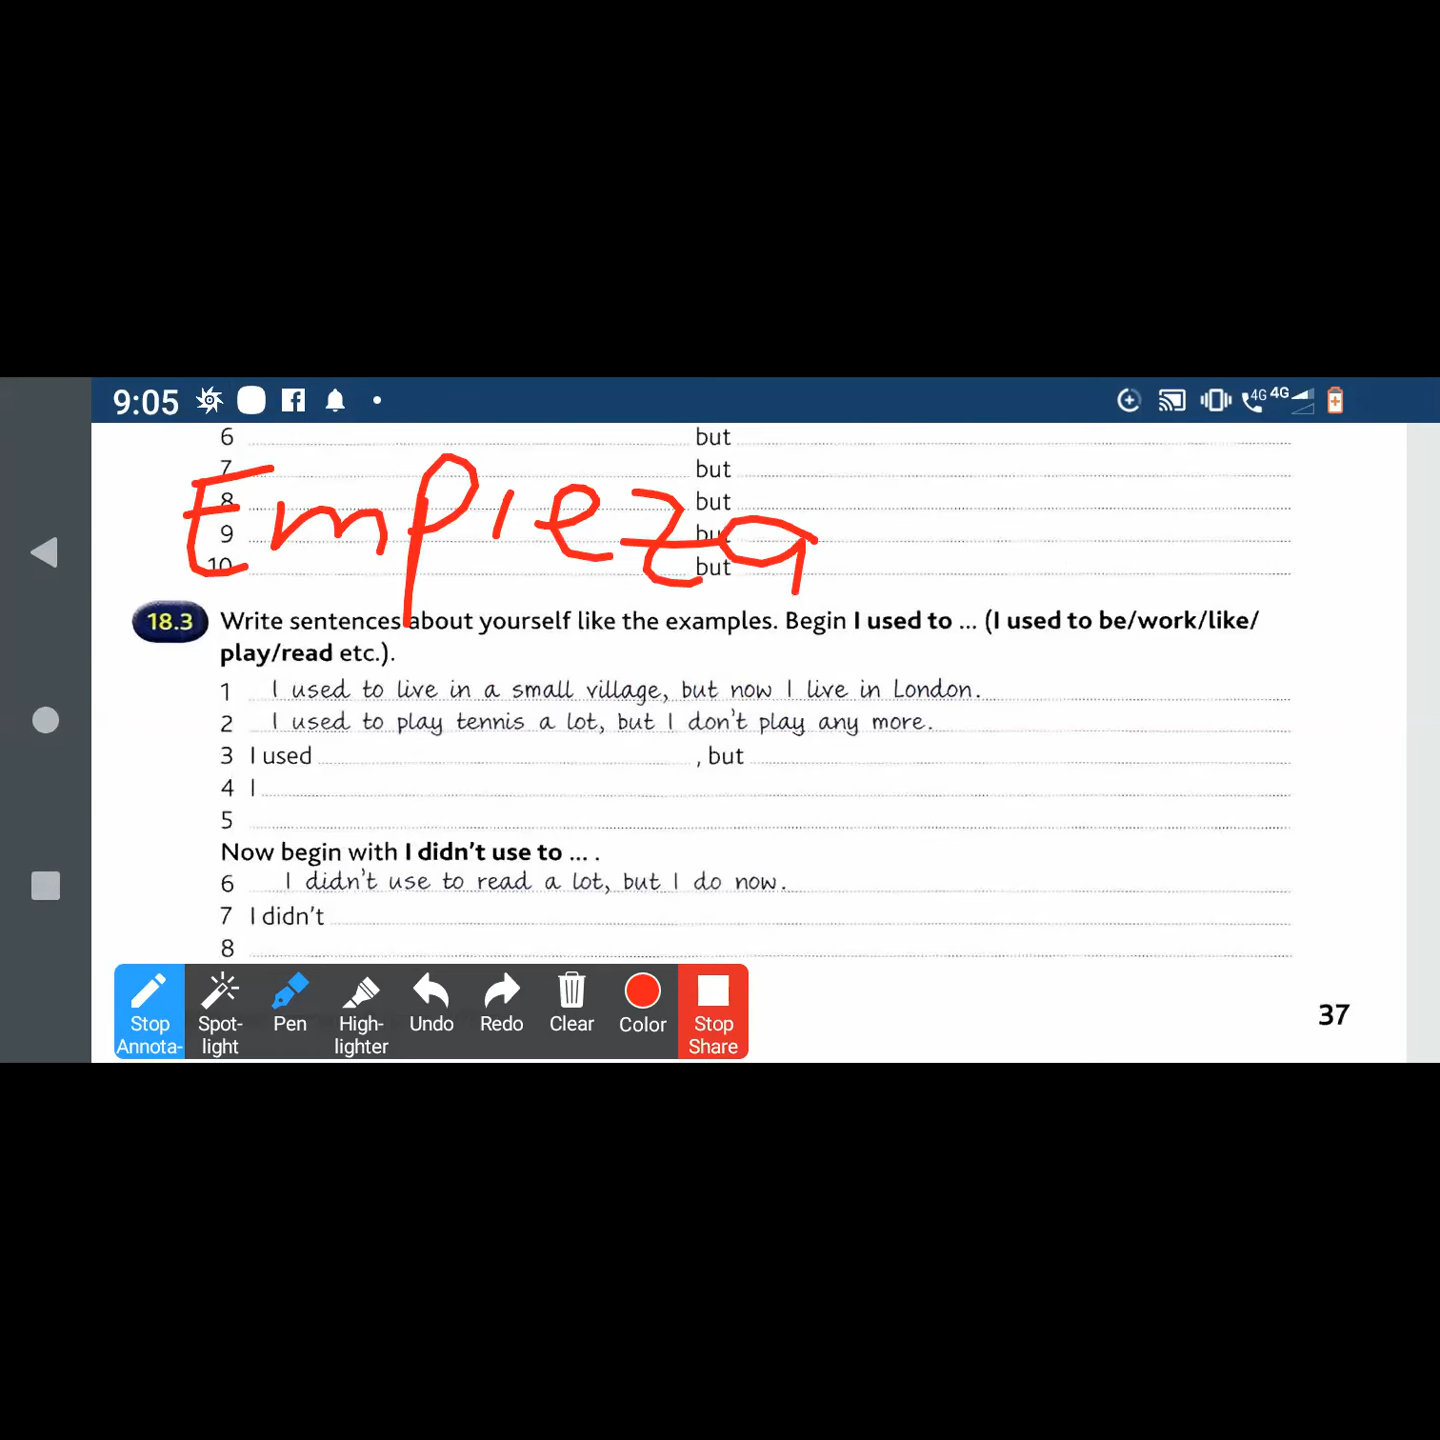 9:05 4G 4G
6 but
7 but
8 but
9 but
10 but
Empieza
18.3 Write sentences about yourself like the examples. Begin I used to ... (I used to be/work/like/
play/read etc.).
1 I used to live in a small village, but now I live in London.
2 I used to play tennis a lot, but I don't play any more.
3 I used , but
4 I
5
Now begin with I didn't use to ... .
6 I didn't use to read a lot, but I do now.
7 I didn't
8
Stop Annota- Spot-light Pen High-lighter Undo Redo Clear Color Stop Share
37